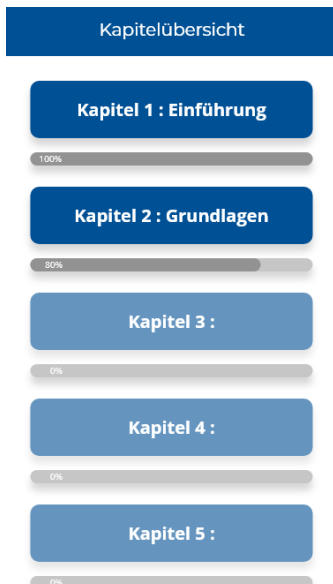 Kapitelübersicht
Kapitel 1 : Einführung
100%
Kapitel 2 : Grundlagen
80%
Kapitel 3 :
0%
Kapitel 4 :
0%
Kapitel 5 :
0%